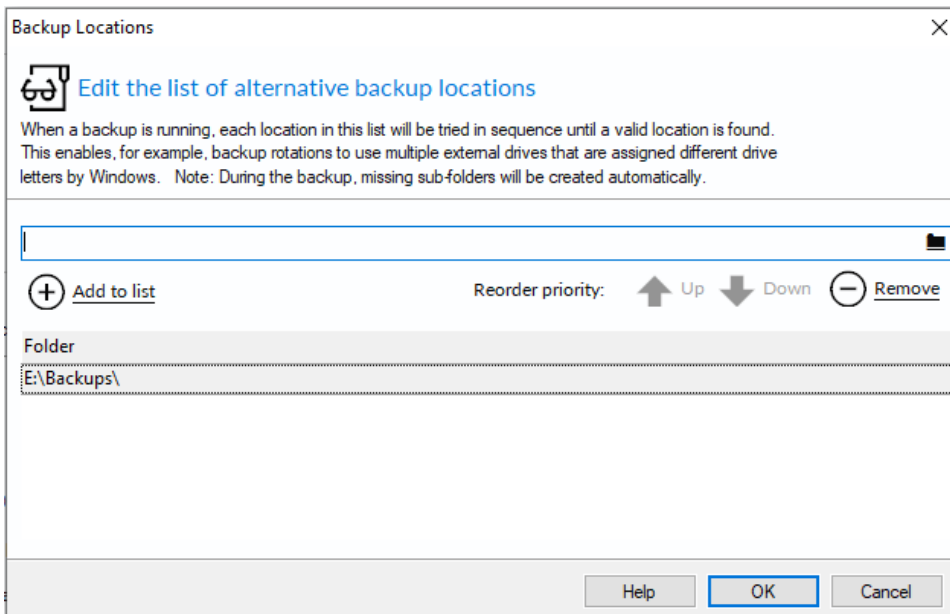 Backup Locations
Edit the list of alternative backup locations
When a backup is running, each location in this list will be tried in sequence until a valid location is found.
This enables, for example, backup rotations to use multiple external drives that are assigned different drive
letters by Windows.   Note: During the backup, missing sub-folders will be created automatically.
Add to list Reorder priority: Up Down Remove
Folder
E:\Backups\
Help OK Cancel